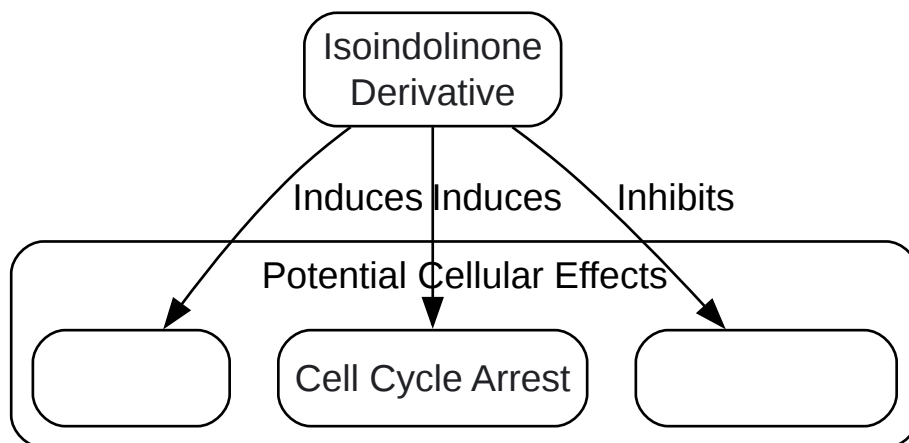 Isoindolinone
Derivative
Induces
Induces
Inhibits
Potential Cellular Effects
Cell Cycle Arrest